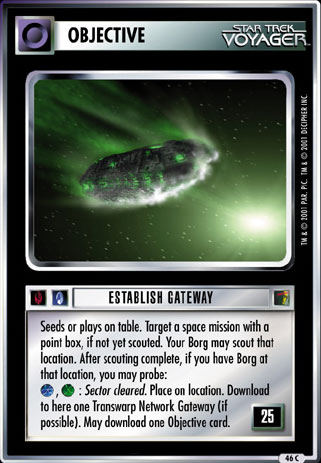 OBJECTIVE
STAR TREK
VOYAGER™
TM & © 2001 PAR. PIC. TM & © 2001 DECIPHER INC.
ESTABLISH GATEWAY
Seeds or plays on table. Target a space mission with a
point box, if not yet scouted. Your Borg may scout that
location. After scouting complete, if you have Borg at
that location, you may probe:
, : Sector cleared. Place on location. Download
to here one Transwarp Network Gateway (if
possible). May download one Objective card.
25
46 C